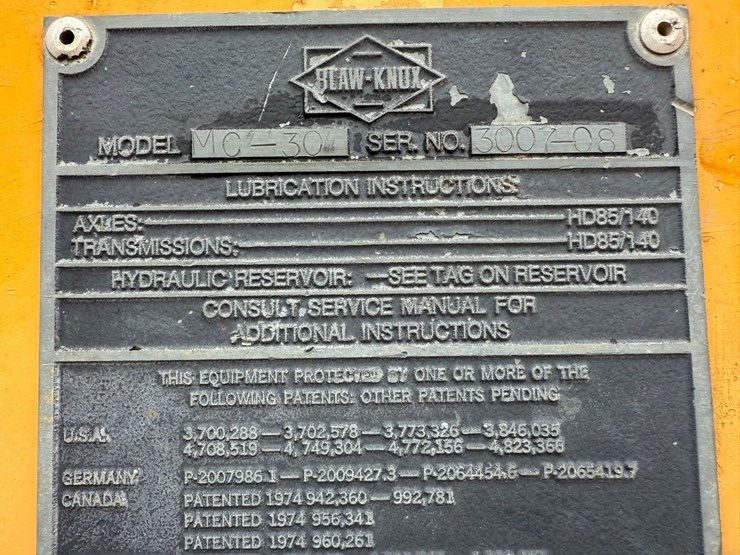 BLAW-KNOX
MODEL MC-30 SER. NO. 3007-08
LUBRICATION INSTRUCTIONS:
AXLES: HD85/140
TRANSMISSIONS: HD85/140
HYDRAULIC RESERVOIR: —SEE TAG ON RESERVOIR
CONSULT SERVICE MANUAL FOR
ADDITIONAL INSTRUCTIONS
THIS EQUIPMENT PROTECTED BY ONE OR MORE OF THE
FOLLOWING PATENTS: OTHER PATENTS PENDING
U.S.A. 3,700,288 — 3,702,578 — 3,773,326 — 3,846,035
4,708,519 — 4,749,304 — 4,772,156 — 4,823,366
GERMANY P-2007986.1 — P-2009427.3 — P-2064454.6 — P-2065419.7
CANADA PATENTED 1974 942,360 — 992,781
PATENTED 1974 956,341
PATENTED 1974 960,261